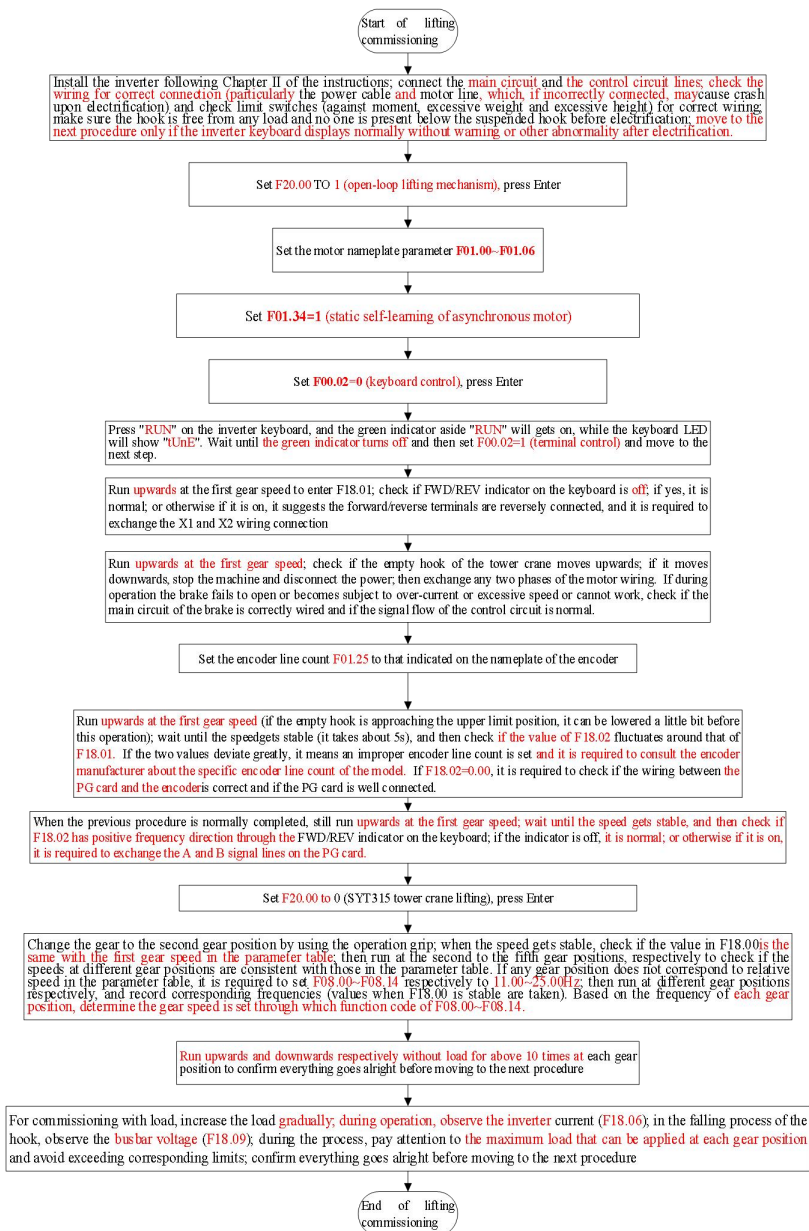 Start of lifting
commissioning
Install the inverter following Chapter II of the instructions; connect the main circuit and the control circuit lines; check the
wiring for correct connection (particularly the power cable and motor line, which, if incorrectly connected, maycause crash
upon electrification) and check limit switches (against moment, excessive weight and excessive height) for correct wiring;
make sure the hook is free from any load and no one is present below the suspended hook before electrification; move to
the next procedure only if the inverter keyboard displays normally without warning or other abnormality after electrification.
Set F20.00 TO 1 (open-loop lifting mechanism), press Enter
Set the motor nameplate parameter F01.00~F01.06
Set F01.34=1 (static self-learning of asynchronous motor)
Set F00.02=0 (keyboard control), press Enter
Press "RUN" on the inverter keyboard, and the green indicator aside "RUN" will gets on, while the keyboard LED
will show "tUnE". Wait until the green indicator turns off and then set F00.02=1 (terminal control) and move to the
next step.
Run upwards at the first gear speed to enter F18.01; check if FWD/REV indicator on the keyboard is off; if yes, it is
normal; or otherwise if it is on, it suggests the forward/reverse terminals are reversely connected, and it is required to
exchange the X1 and X2 wiring connection
Run upwards at the first gear speed; check if the empty hook of the tower crane moves upwards; if it moves
downwards, stop the machine and disconnect the power; then exchange any two phases of the motor wiring. If during
operation the brake fails to open or becomes subject to over-current or excessive speed or cannot work, check if the
main circuit of the brake is correctly wired and if the signal flow of the control circuit is normal.
Set the encoder line count F01.25 to that indicated on the nameplate of the encoder
Run upwards at the first gear speed (if the empty hook is approaching the upper limit position, it can be lowered a little bit before
this operation); wait until the speedgets stable (it takes about 5s), and then check if the value of F18.02 fluctuates around that of
F18.01. If the two values deviate greatly, it means an improper encoder line count is set and it is required to consult the encoder
manufacturer about the specific encoder line count of the model. If F18.02=0.00, it is required to check if the wiring between the
PG card and the encoderis correct and if the PG card is well connected.
When the previous procedure is normally completed, still run upwards at the first gear speed; wait until the speed gets stable, and then check if
F18.02 has positive frequency direction through the FWD/REV indicator on the keyboard; if the indicator is off, it is normal; or otherwise if it is on,
it is required to exchange the A and B signal lines on the PG card.
Set F20.00 to 0 (SYT315 tower crane lifting), press Enter
Change the gear to the second gear position by using the operation grip; when the speed gets stable, check if the value in F18.00is
the same with the first gear speed in the parameter table; then run at the second to the fifth gear positions, respectively to check if the
speeds at different gear positions are consistent with those in the parameter table. If any gear position does not correspond to relative
speed in the parameter table, it is required to set F08.00~F08.14 respectively to 11.00~25.00Hz; then run at different gear positions
respectively, and record corresponding frequencies (values when F18.00 is stable are taken). Based on the frequency of each gear
position, determine the gear speed is set through which function code of F08.00~F08.14.
Run upwards and downwards respectively without load for above 10 times at each gear
position to confirm everything goes alright before moving to the next procedure
For commissioning with load, increase the load gradually; during operation, observe the inverter current (F18.06); in the falling process of the
hook, observe the busbar voltage (F18.09); during the process, pay attention to the maximum load that can be applied at each gear position
and avoid exceeding corresponding limits; confirm everything goes alright before moving to the next procedure
End of lifting
commissioning